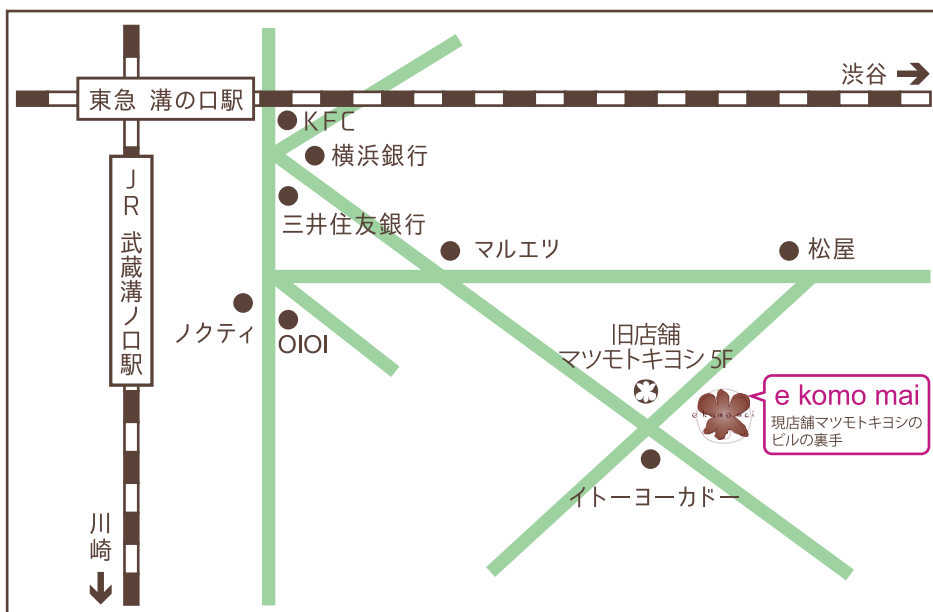 渋谷
東急 溝の口駅
KFC
横浜銀行
JR 武蔵溝ノ口駅
三井住友銀行
マルエツ
松屋
ノクティ
OIOI
旧店舗
マツモトキヨシ 5F
e komo mai
e komo mai
現店舗マツモトキヨシの
ビルの裏手
イトーヨーカドー
川崎